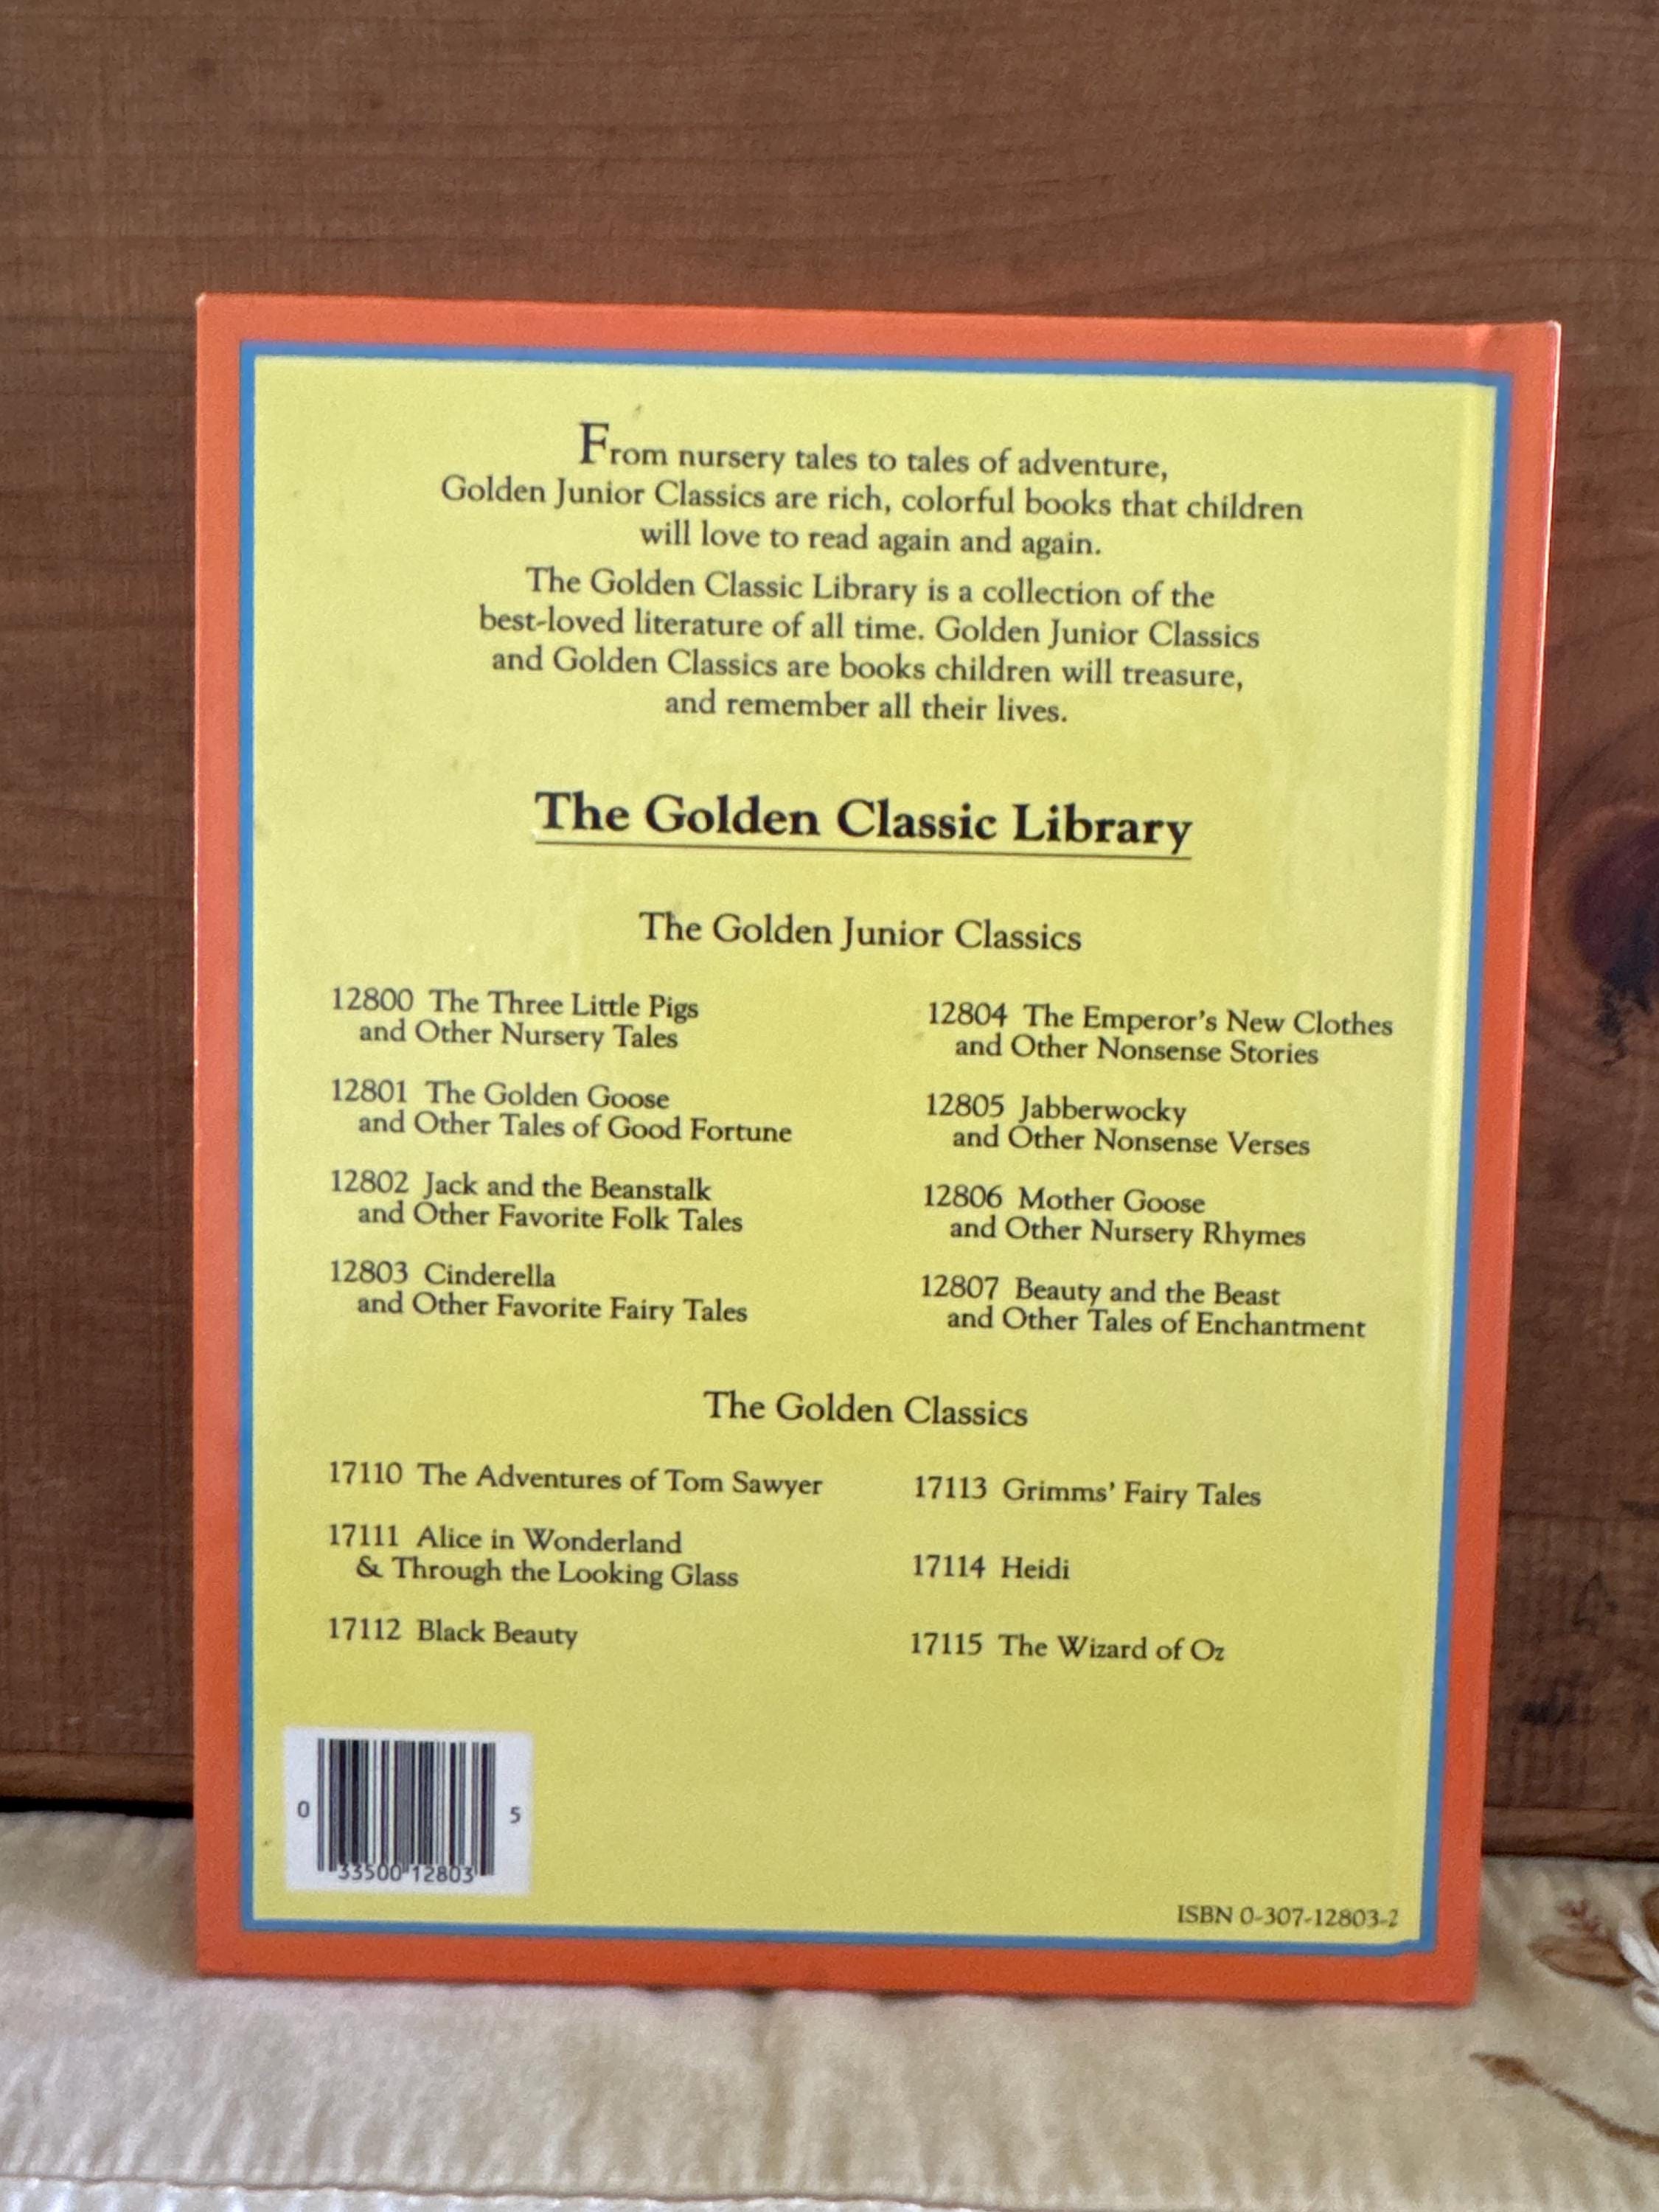 From nursery tales to tales of adventure,
Golden Junior Classics are rich, colorful books that children
will love to read again and again.
The Golden Classic Library is a collection of the
best-loved literature of all time. Golden Junior Classics
and Golden Classics are books children will treasure,
and remember all their lives.
The Golden Classic Library
The Golden Junior Classics
12800 The Three Little Pigs
and Other Nursery Tales
12801 The Golden Goose
and Other Tales of Good Fortune
12802 Jack and the Beanstalk
and Other Favorite Folk Tales
12803 Cinderella
and Other Favorite Fairy Tales
12804 The Emperor's New Clothes
and Other Nonsense Stories
12805 Jabberwocky
and Other Nonsense Verses
12806 Mother Goose
and Other Nursery Rhymes
12807 Beauty and the Beast
and Other Tales of Enchantment
The Golden Classics
17110 The Adventures of Tom Sawyer
17111 Alice in Wonderland
& Through the Looking Glass
17112 Black Beauty
17113 Grimms' Fairy Tales
17114 Heidi
17115 The Wizard of Oz
0 33500 12803 5
ISBN 0-307-12803-2